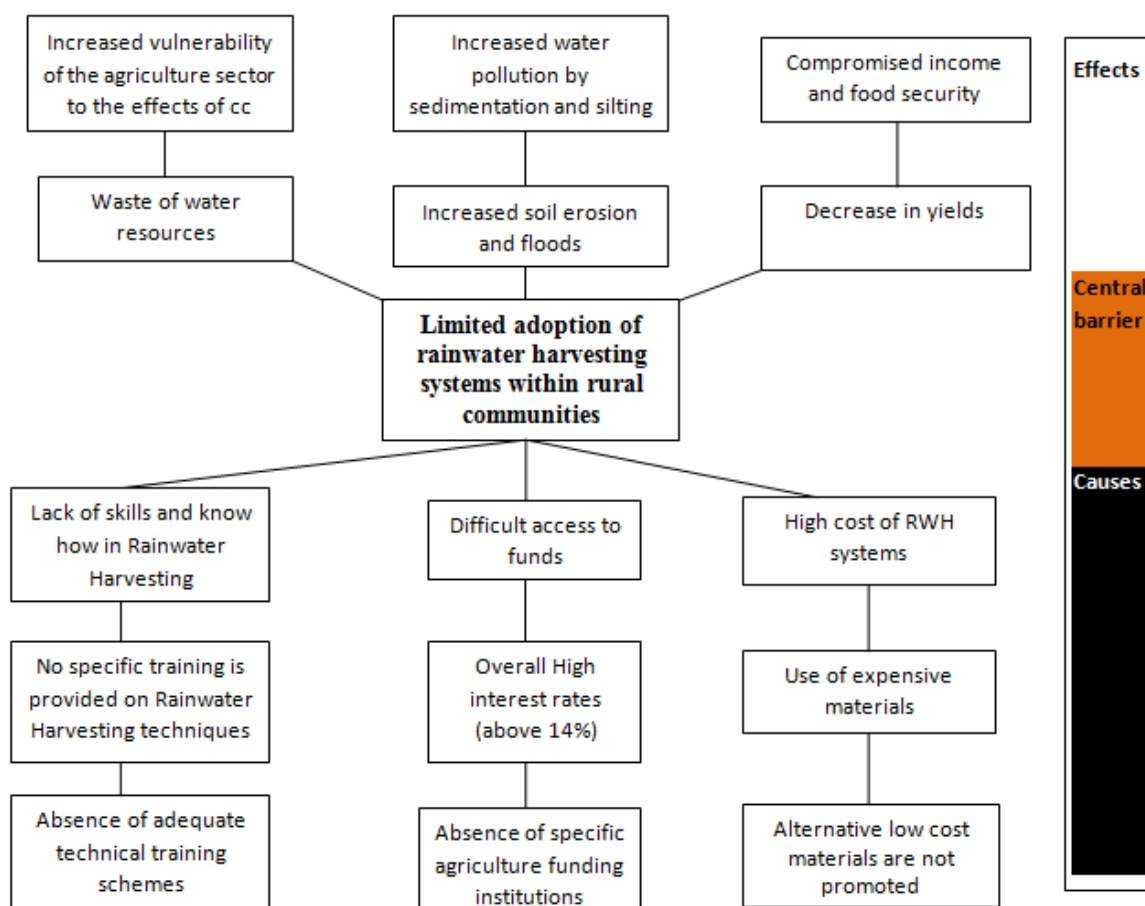 Increased vulnerability
of the agriculture sector
to the effects of cc
Increased water
pollution by
sedimentation and silting
Compromised income
and food security
Effects
Waste of water
resources
Increased soil erosion
and floods
Decrease in yields
Central
barrier
Limited adoption of
rainwater harvesting
systems within rural
communities
Causes
Lack of skills and know
how in Rainwater
Harvesting
Difficult access to
funds
High cost of RWH
systems
No specific training is
provided on Rainwater
Harvesting techniques
Overall High
interest rates
(above 14%)
Use of expensive
materials
Absence of adequate
technical training
schemes
Absence of specific
agriculture funding
institutions
Alternative low cost
materials are not
promoted